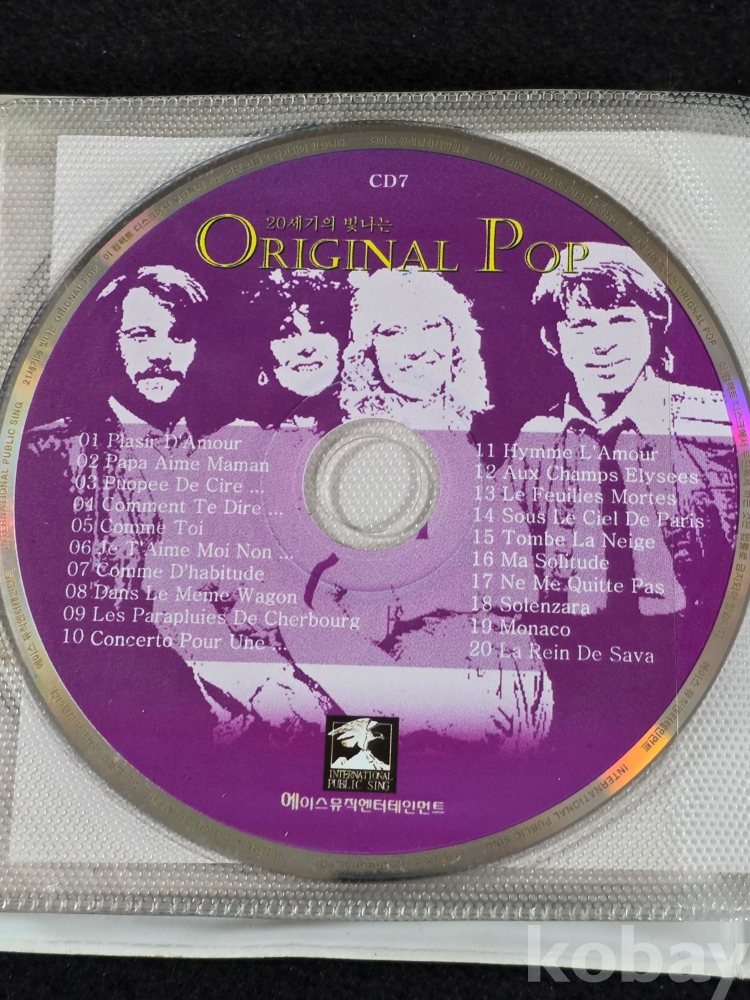 CD7
20세기의 빛나는
ORIGINAL POP
01 Plasir D'Amour
02 Papa Aime Maman
03 Puopee De Cire ...
04 Comment Te Dire ...
05 Comme Toi
06 Je T'Aime Moi Non ...
07 Comme D'habitude
08 Dans Le Meme Wagon
09 Les Parapluies De Cherbourg
10 Concerto Pour Une ...
11 Hymme L'Amour
12 Aux Champs Elysees
13 Le Feuilles Mortes
14 Sous Le Ciel De Paris
15 Tombe La Neige
16 Ma Solitude
17 Ne Me Quitte Pas
18 Solenzara
19 Monaco
20 La Rein De Sava
INTERNATIONAL
PUBLIC SING
에이스뮤직엔터테인먼트
INTERNATIONAL PUBLIC SING
ORIGINAL POP
kobay